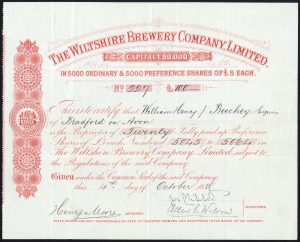 THE WILTSHIRE BREWERY COMPANY, LIMITED.
CAPITAL £50,000
IN 5000 ORDINARY & 5000 PREFERENCE SHARES OF £5 EACH.
No 227 £100
This is to certify that William Henry Beechey Esquire
of Bradford on Avon
is the Proprietor of Twenty Fully paid up Preference
Shares of £5 each Numbered 5045 to 5064 in
The Wiltshire Brewery Company Limited, subject to
the Regulations of the said Company.
Given under the Common Seal of the said Company
this 4th day of October
DIRECTORS
Henry Moore SECRETARY